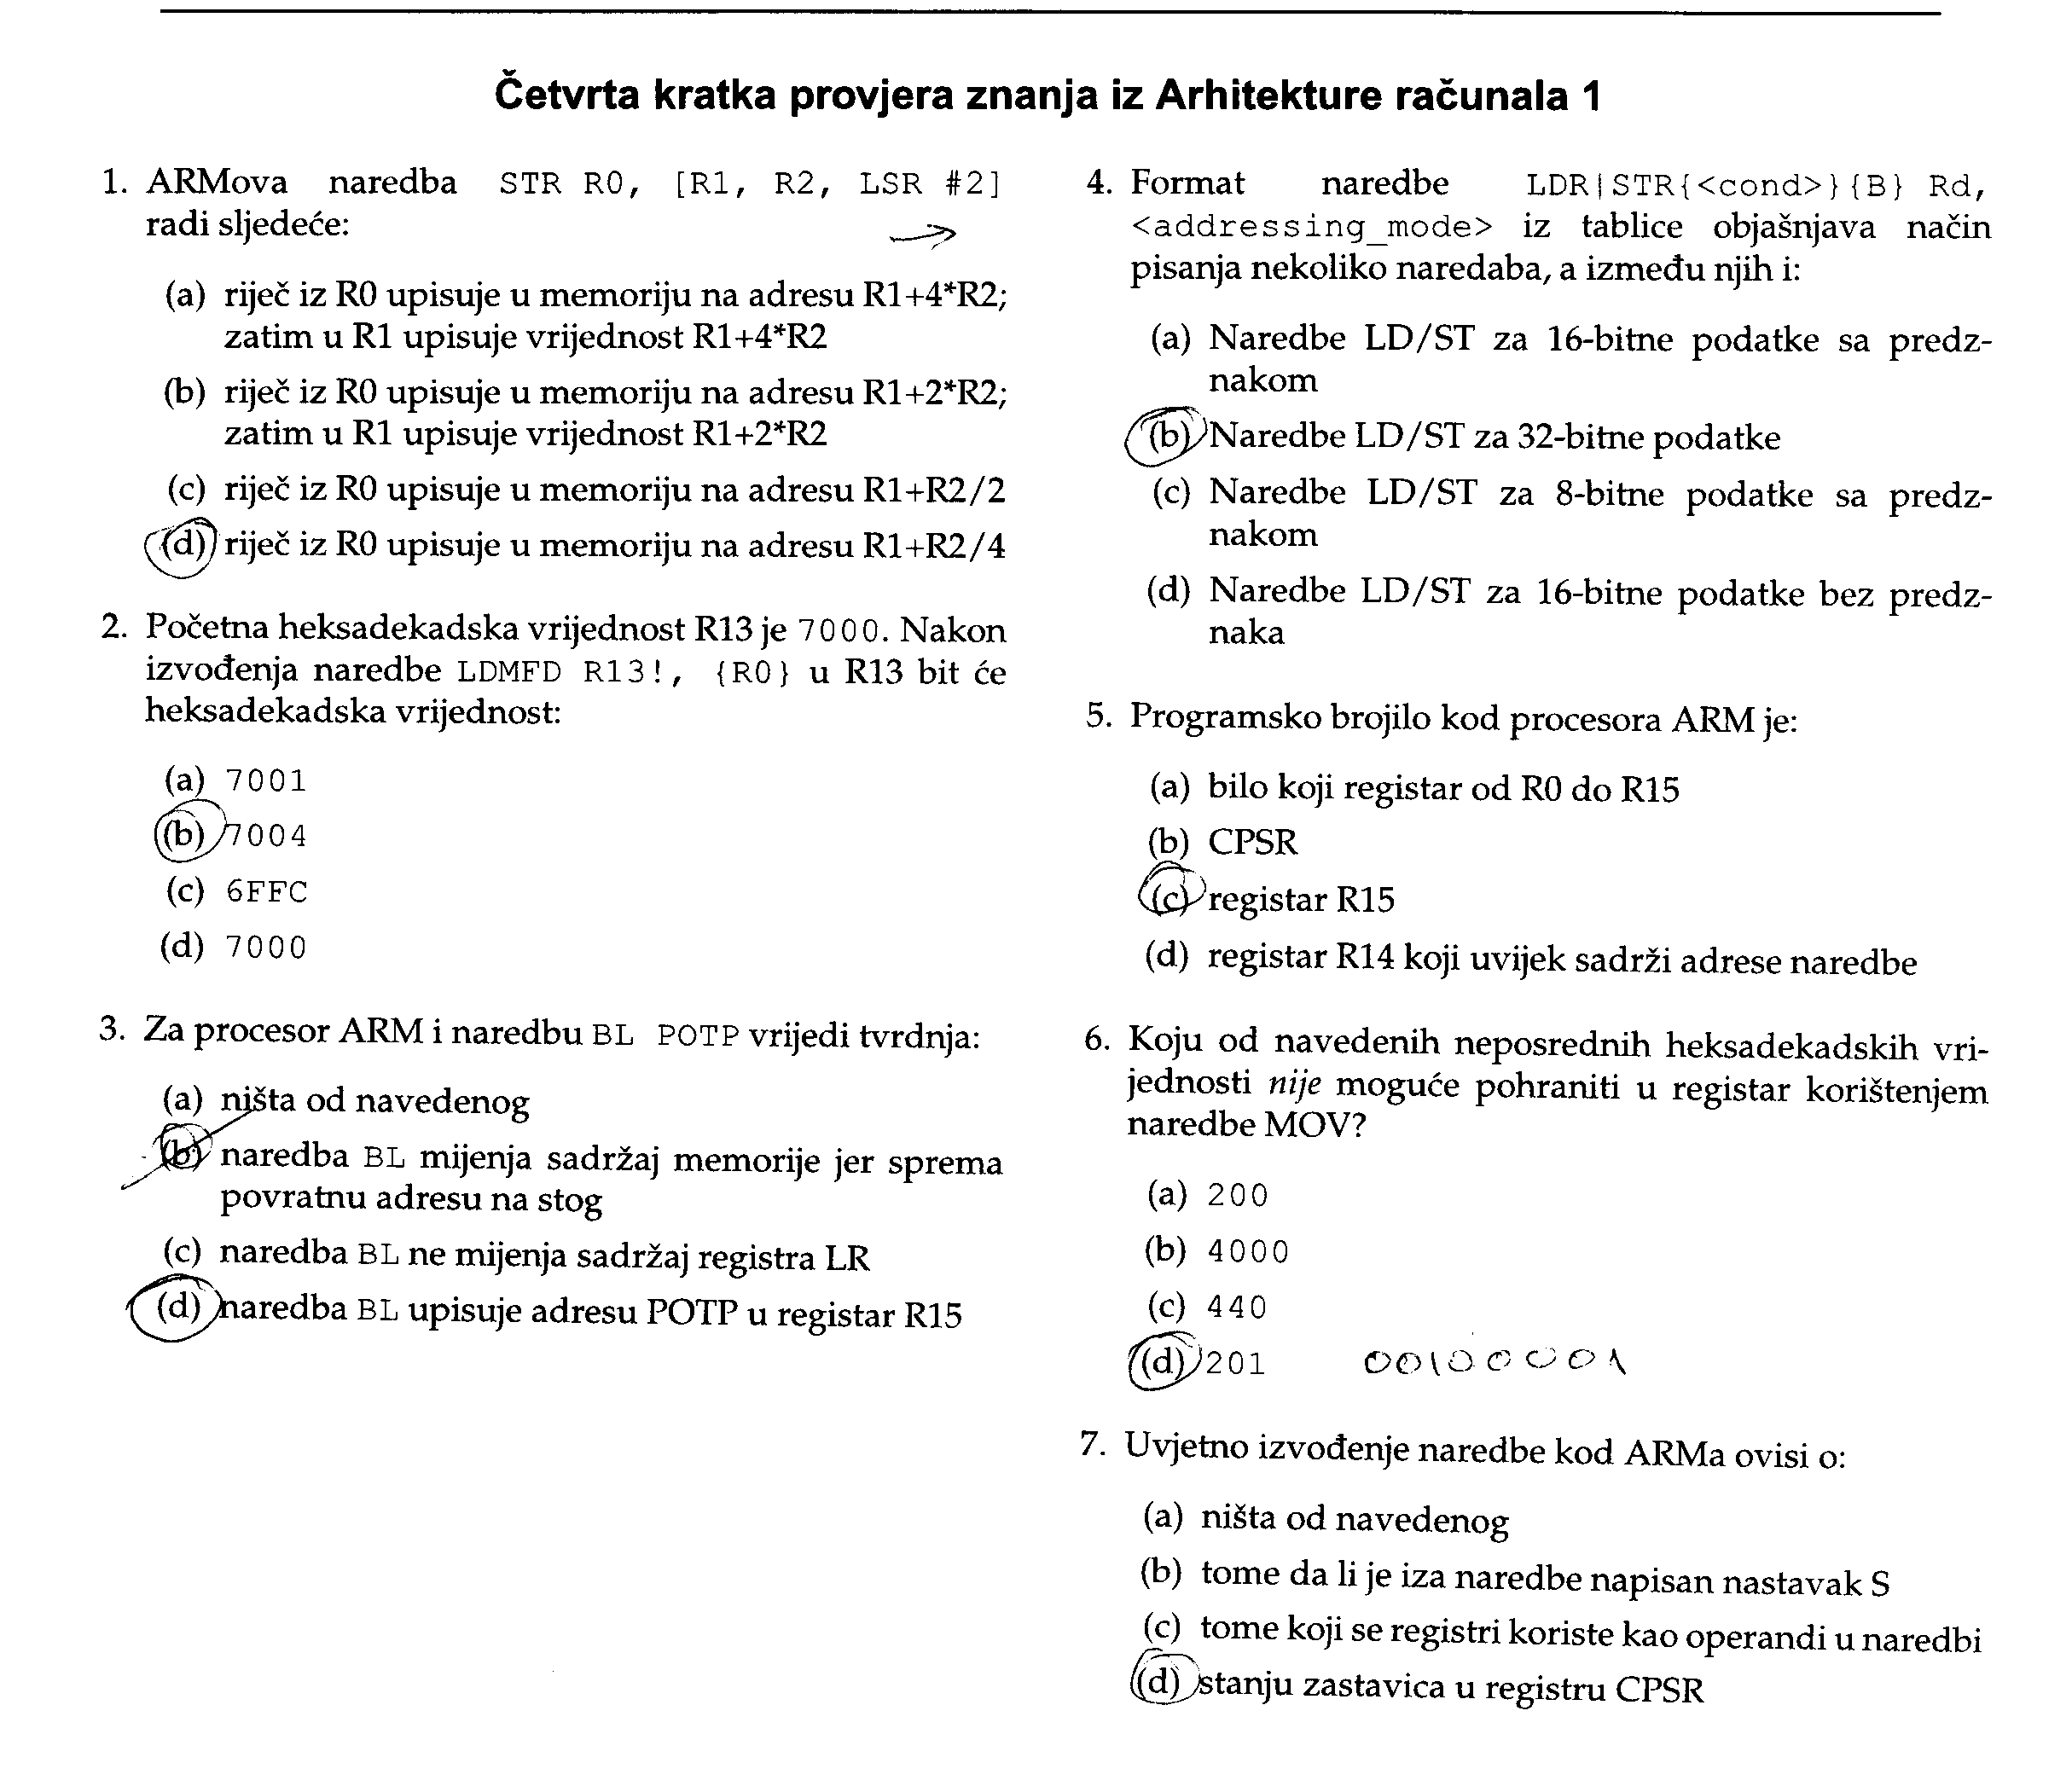 Četvrta kratka provjera znanja iz Arhitekture računala 1
1. ARMova naredba STR R0, [R1, R2, LSR #2]
radi sljedeće:
(a) riječ iz R0 upisuje u memoriju na adresu R1+4*R2;
zatim u R1 upisuje vrijednost R1+4*R2
(b) riječ iz R0 upisuje u memoriju na adresu R1+2*R2;
zatim u R1 upisuje vrijednost R1+2*R2
(c) riječ iz R0 upisuje u memoriju na adresu R1+R2/2
(d) riječ iz R0 upisuje u memoriju na adresu R1+R2/4
2. Početna heksadekadska vrijednost R13 je 7000. Nakon
izvođenja naredbe LDMFD R13!, {R0} u R13 bit će
heksadekadska vrijednost:
(a) 7001
(b) 7004
(c) 6FFC
(d) 7000
3. Za procesor ARM i naredbu BL POTP vrijedi tvrdnja:
(a) ništa od navedenog
(b) naredba BL mijenja sadržaj memorije jer sprema
povratnu adresu na stog
(c) naredba BL ne mijenja sadržaj registra LR
(d) naredba BL upisuje adresu POTP u registar R15
4. Format naredbe LDR|STR{<cond>}{B} Rd,
<addressing_mode> iz tablice objašnjava način
pisanja nekoliko naredaba, a između njih i:
(a) Naredbe LD/ST za 16-bitne podatke sa predz-
nakom
(b) Naredbe LD/ST za 32-bitne podatke
(c) Naredbe LD/ST za 8-bitne podatke sa predz-
nakom
(d) Naredbe LD/ST za 16-bitne podatke bez predz-
naka
5. Programsko brojilo kod procesora ARM je:
(a) bilo koji registar od R0 do R15
(b) CPSR
(c) registar R15
(d) registar R14 koji uvijek sadrži adrese naredbe
6. Koju od navedenih neposrednih heksadekadskih vri-
jednosti nije moguće pohraniti u registar korištenjem
naredbe MOV?
(a) 200
(b) 4000
(c) 440
(d) 201 00100001
7. Uvjetno izvođenje naredbe kod ARMa ovisi o:
(a) ništa od navedenog
(b) tome da li je iza naredbe napisan nastavak S
(c) tome koji se registri koriste kao operandi u naredbi
(d) stanju zastavica u registru CPSR